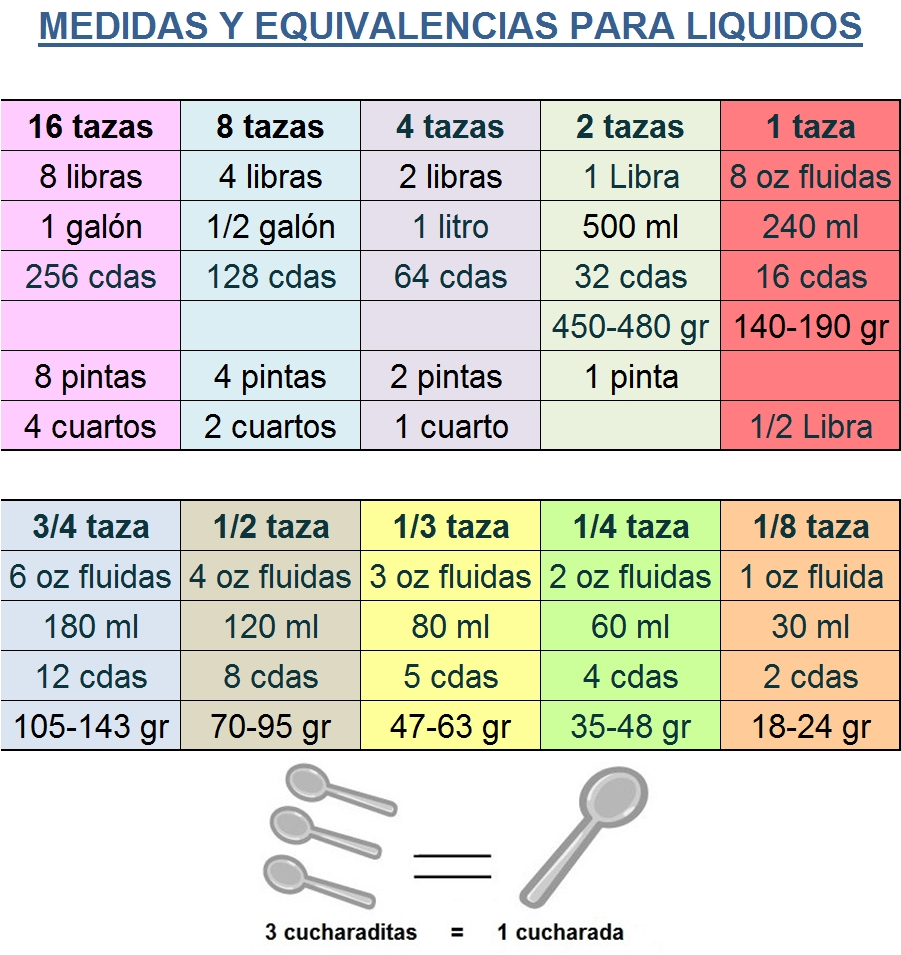 MEDIDAS Y EQUIVALENCIAS PARA LIQUIDOS
16 tazas 8 tazas 4 tazas 2 tazas 1 taza
8 libras 4 libras 2 libras 1 Libra 8 oz fluidas
1 galón 1/2 galón 1 litro 500 ml 240 ml
256 cdas 128 cdas 64 cdas 32 cdas 16 cdas
450-480 gr 140-190 gr
8 pintas 4 pintas 2 pintas 1 pinta
4 cuartos 2 cuartos 1 cuarto 1/2 Libra
3/4 taza 1/2 taza 1/3 taza 1/4 taza 1/8 taza
6 oz fluidas 4 oz fluidas 3 oz fluidas 2 oz fluidas 1 oz fluida
180 ml 120 ml 80 ml 60 ml 30 ml
12 cdas 8 cdas 5 cdas 4 cdas 2 cdas
105-143 gr 70-95 gr 47-63 gr 35-48 gr 18-24 gr
3 cucharaditas = 1 cucharada